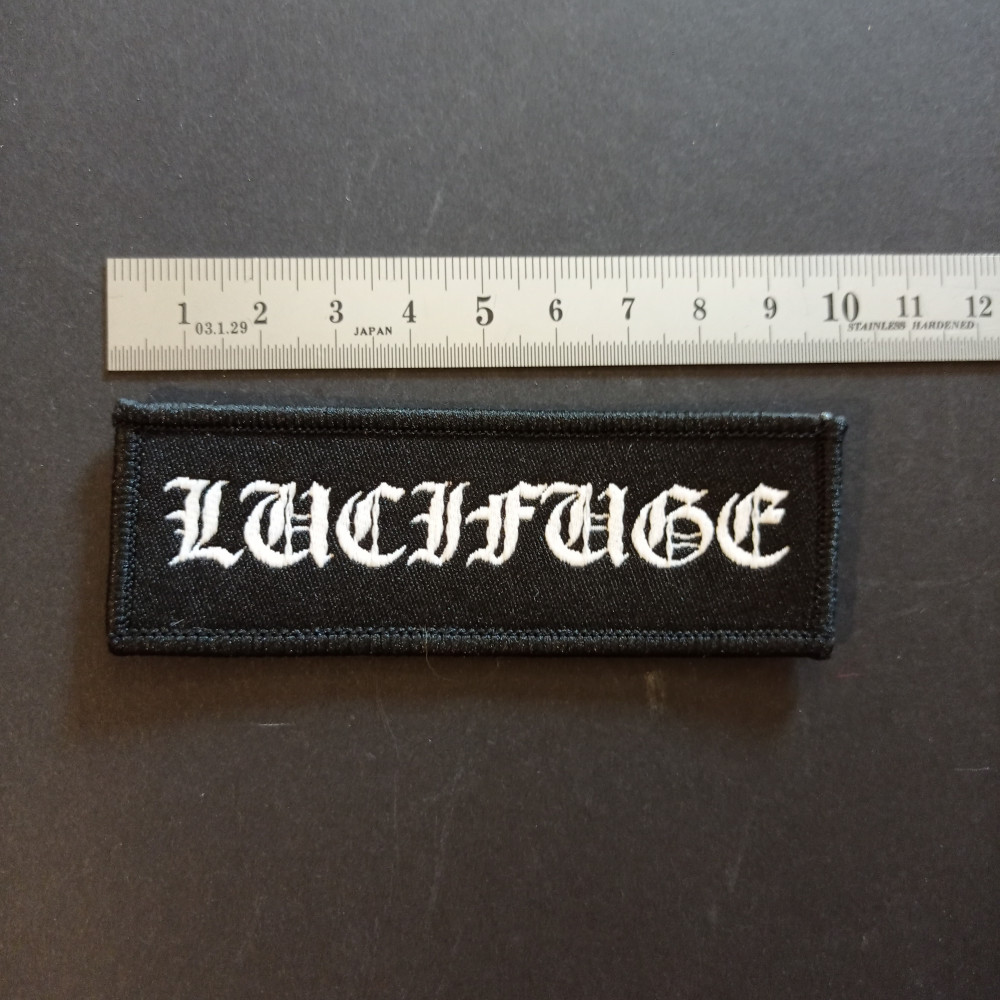 1 2 3 4 5 6 7 8 9 10 11 12
03.1.29 JAPAN STAINLESS HARDENED
LUCIFUGE